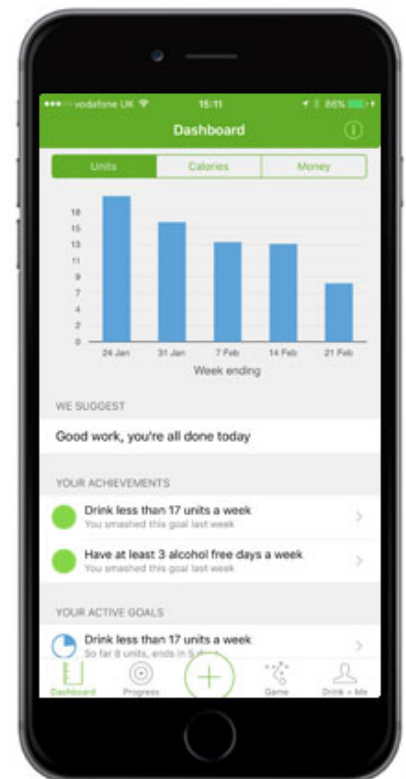 vodafone UK 15:11 86%
Dashboard
Units Calories Money
18
15
13
11
9
7
4
2
0
24 Jan 31 Jan 7 Feb 14 Feb 21 Feb
Week ending
WE SUGGEST
Good work, you're all done today
YOUR ACHIEVEMENTS
Drink less than 17 units a week
You smashed this goal last week
Have at least 3 alcohol free days a week
You smashed this goal last week
YOUR ACTIVE GOALS
Drink less than 17 units a week
So far 8 units, ends in 5
Dashboard Progress Game Drink + Me